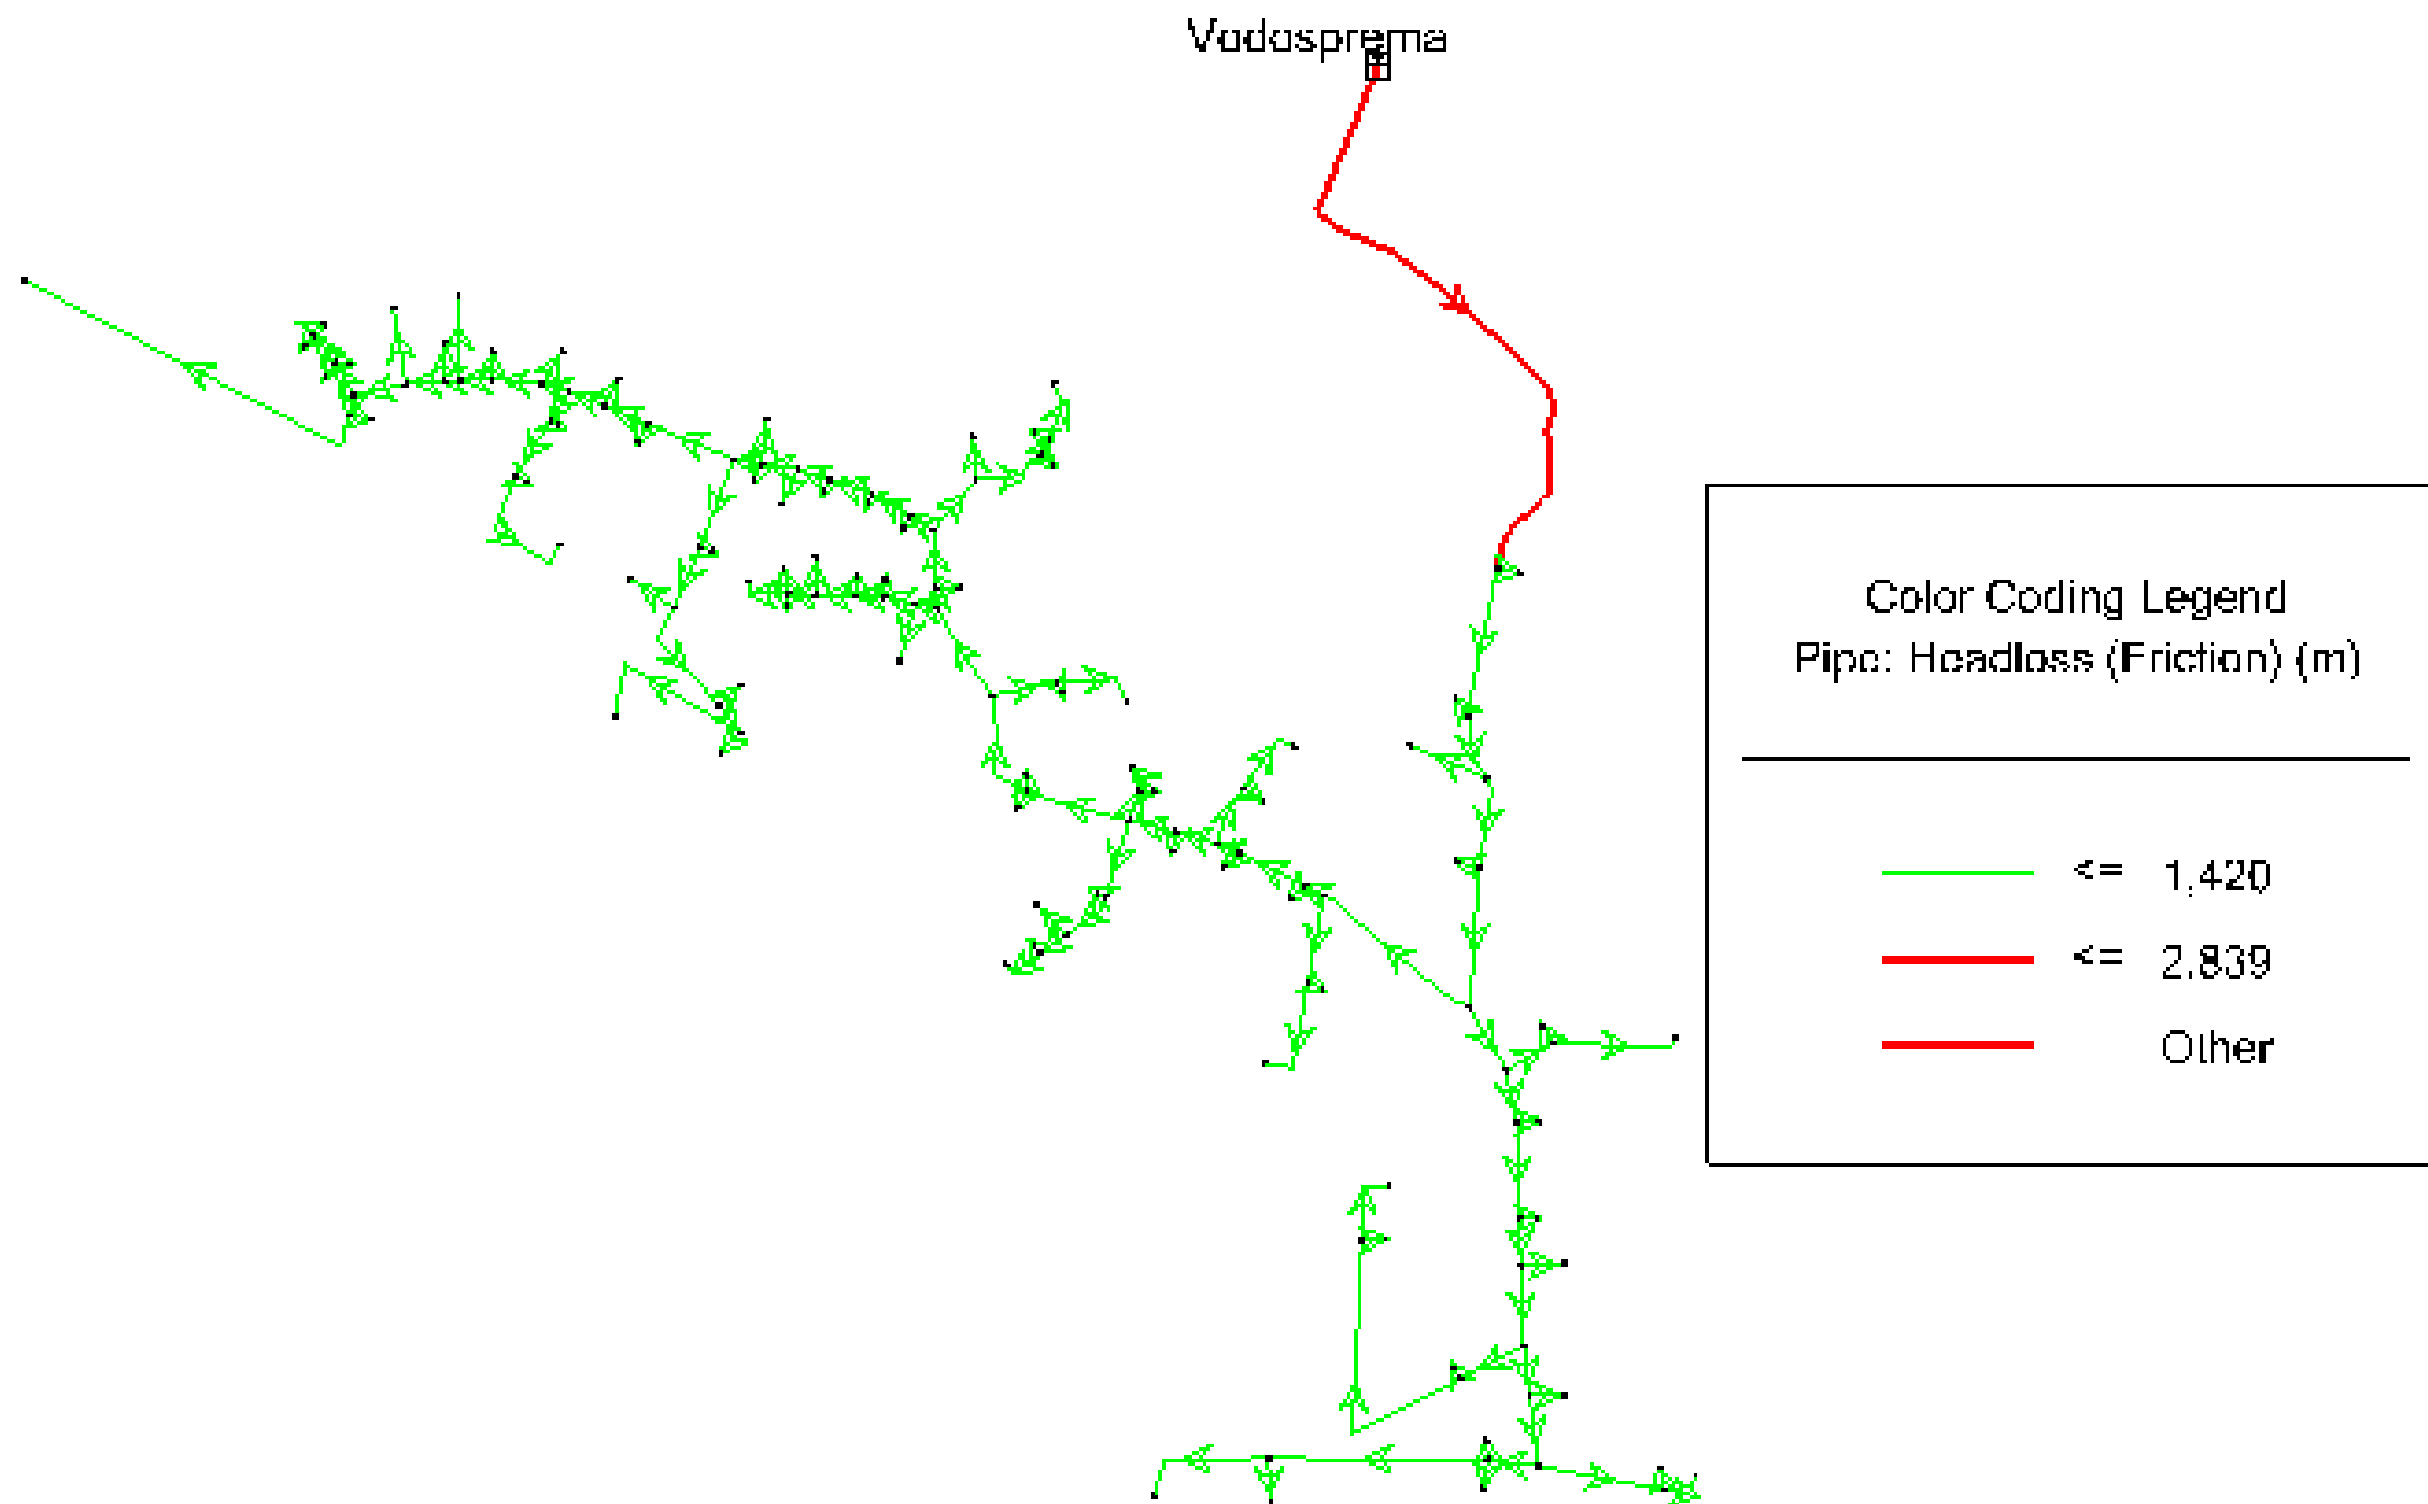 Vodosprema
Color Coding Legend
Pipe: Headloss (Friction) (m)
<= 1,420
<= 2,839
Other